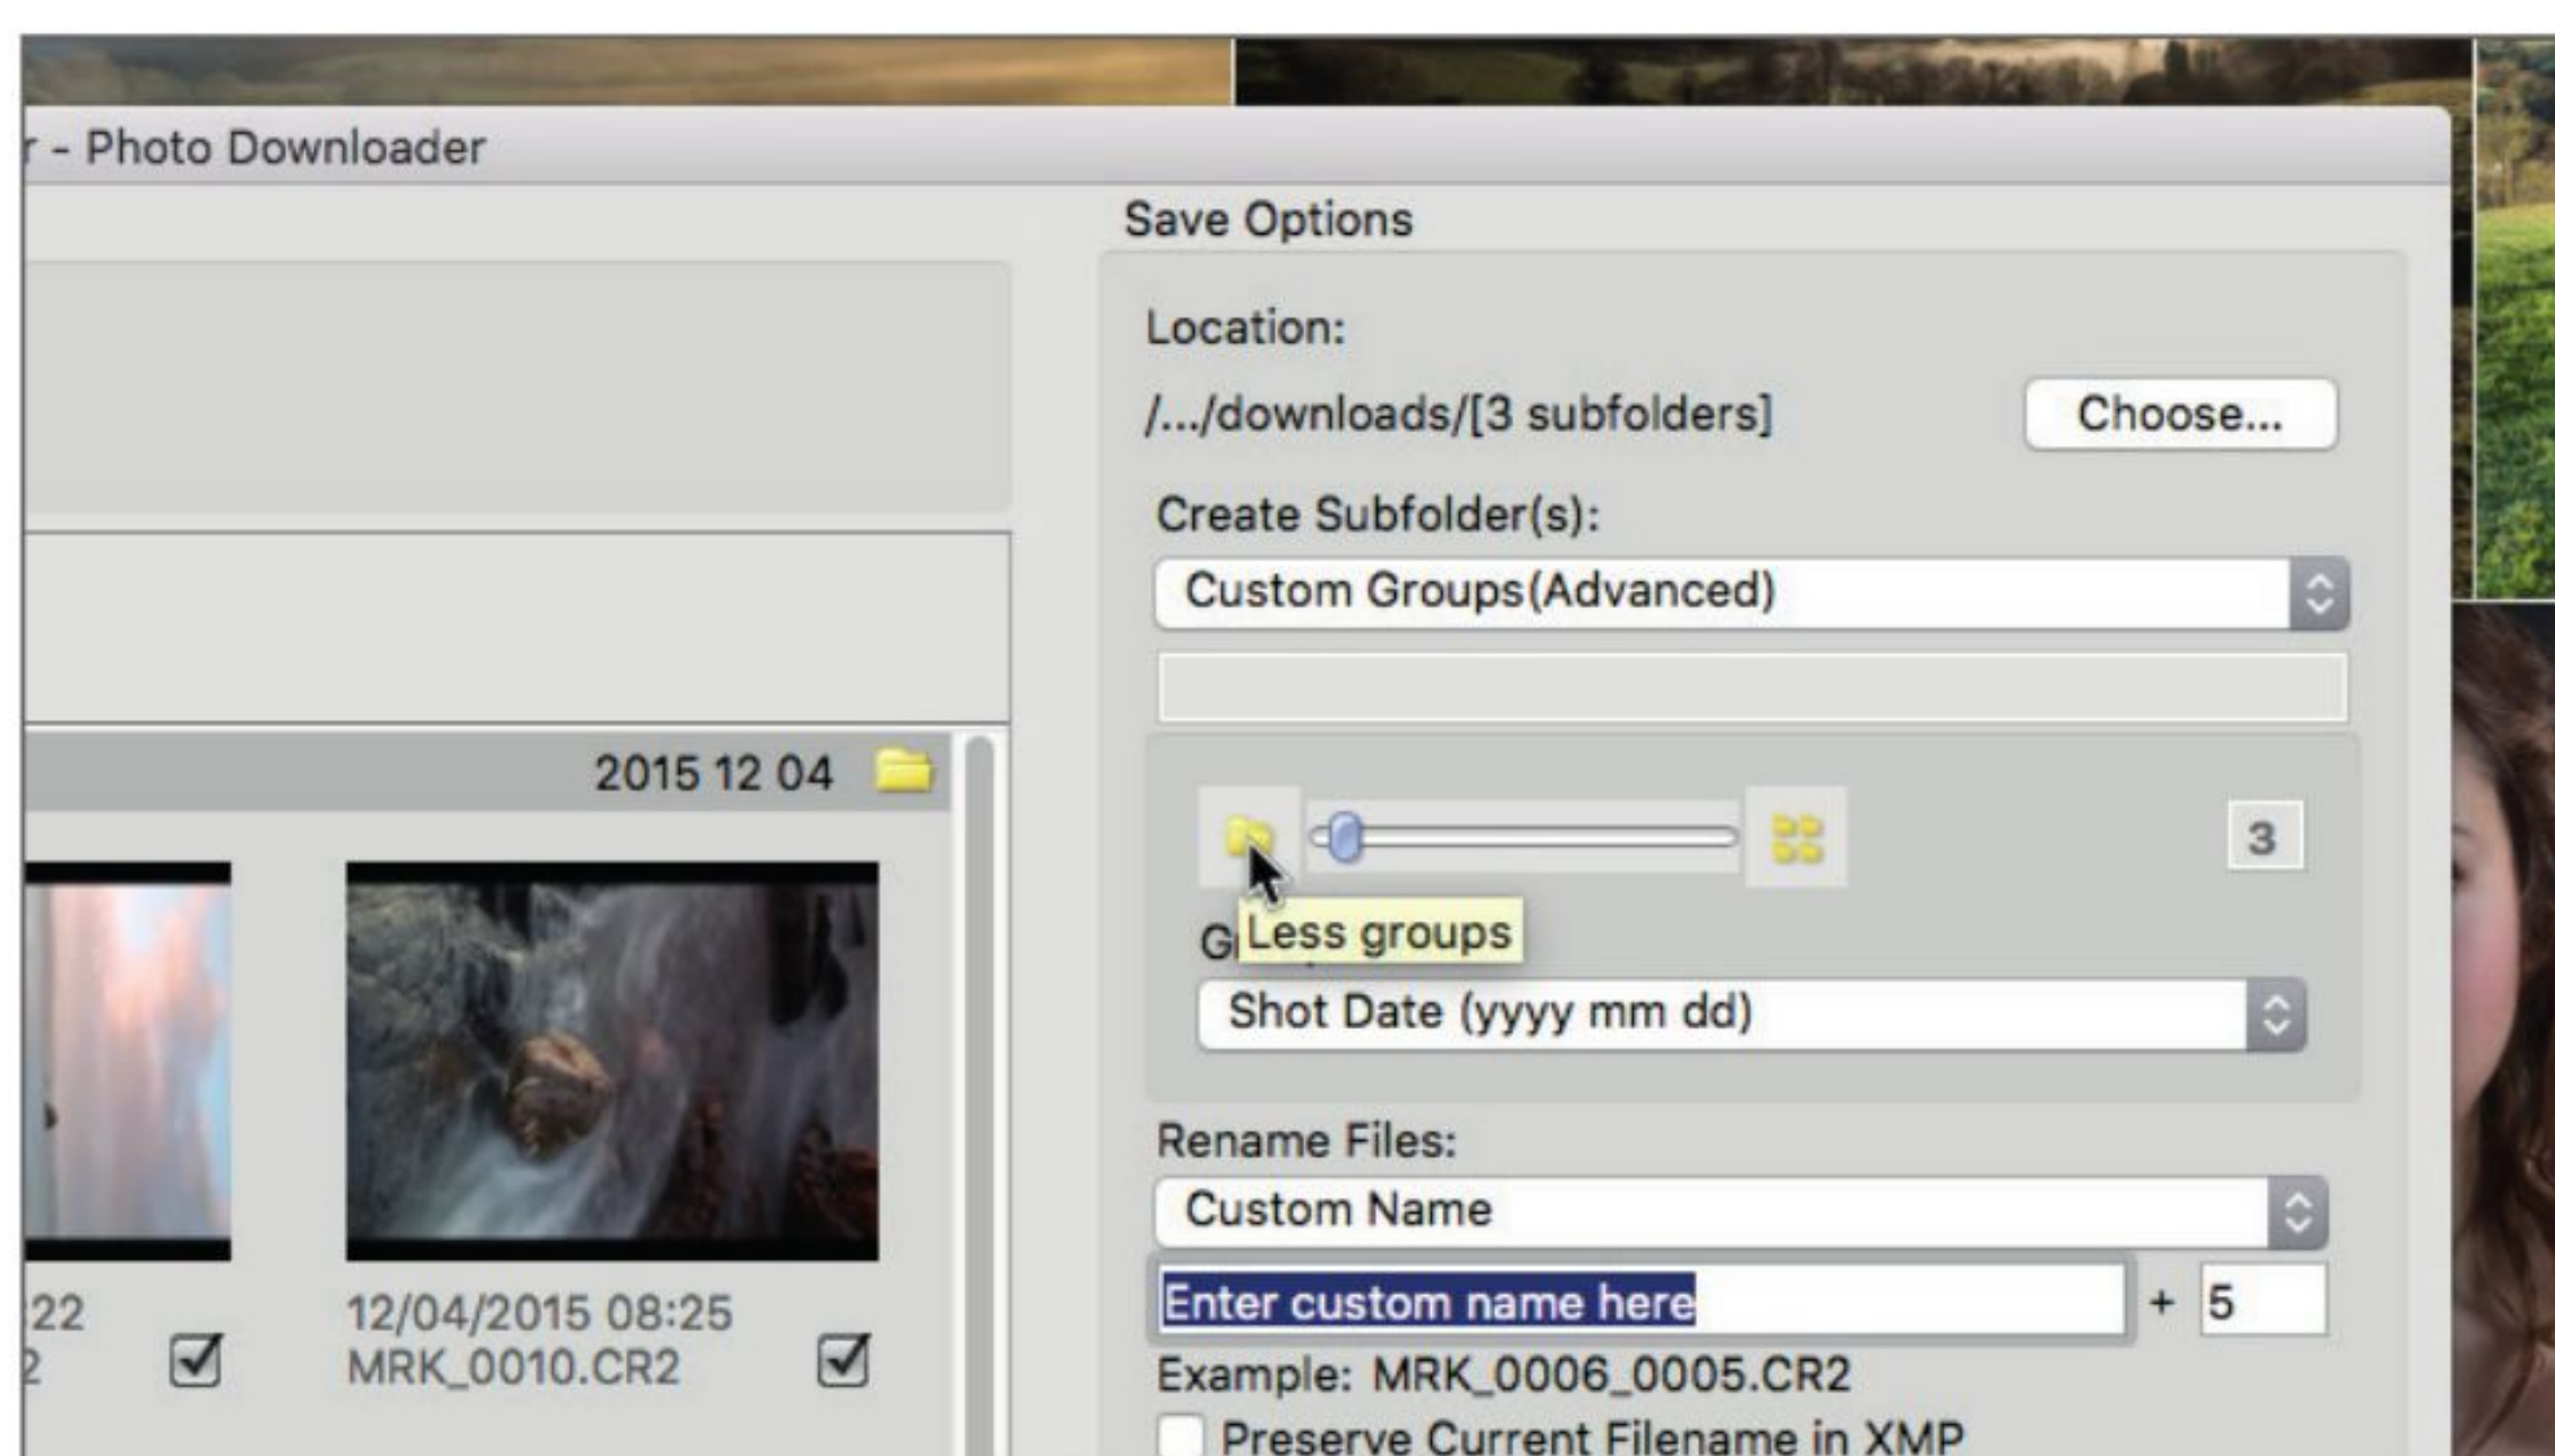 r - Photo Downloader
Save Options
Location:
/.../downloads/[3 subfolders]
Choose...
Create Subfolder(s):
Custom Groups(Advanced)
2015 12 04
3
Less groups
Shot Date (yyyy mm dd)
Rename Files:
Custom Name
Enter custom name here + 5
:22
12/04/2015 08:25
2
MRK_0010.CR2
Example: MRK_0006_0005.CR2
Preserve Current Filename in XMP